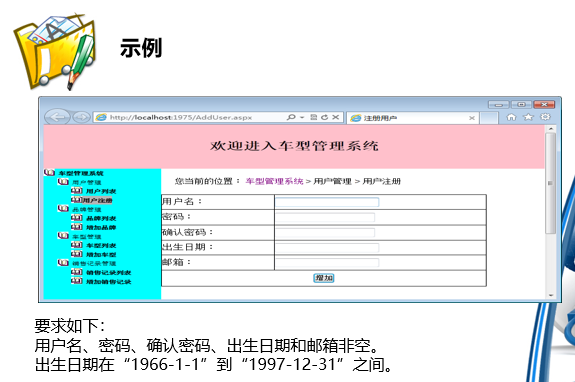 示例
http://localhost:1975/AddUser.aspx
注册用户
欢迎进入车型管理系统
车型管理系统
用户管理
用户列表
用户注册
品牌管理
品牌列表
增加品牌
车型管理
车型列表
增加车型
销售记录管理
销售记录列表
增加销售记录
您当前的位置： 车型管理系统 > 用户管理 > 用户注册
用户名：
密码：
确认密码：
出生日期：
邮箱：
增加
要求如下：
用户名、密码、确认密码、出生日期和邮箱非空。
出生日期在“1966-1-1”到“1997-12-31”之间。